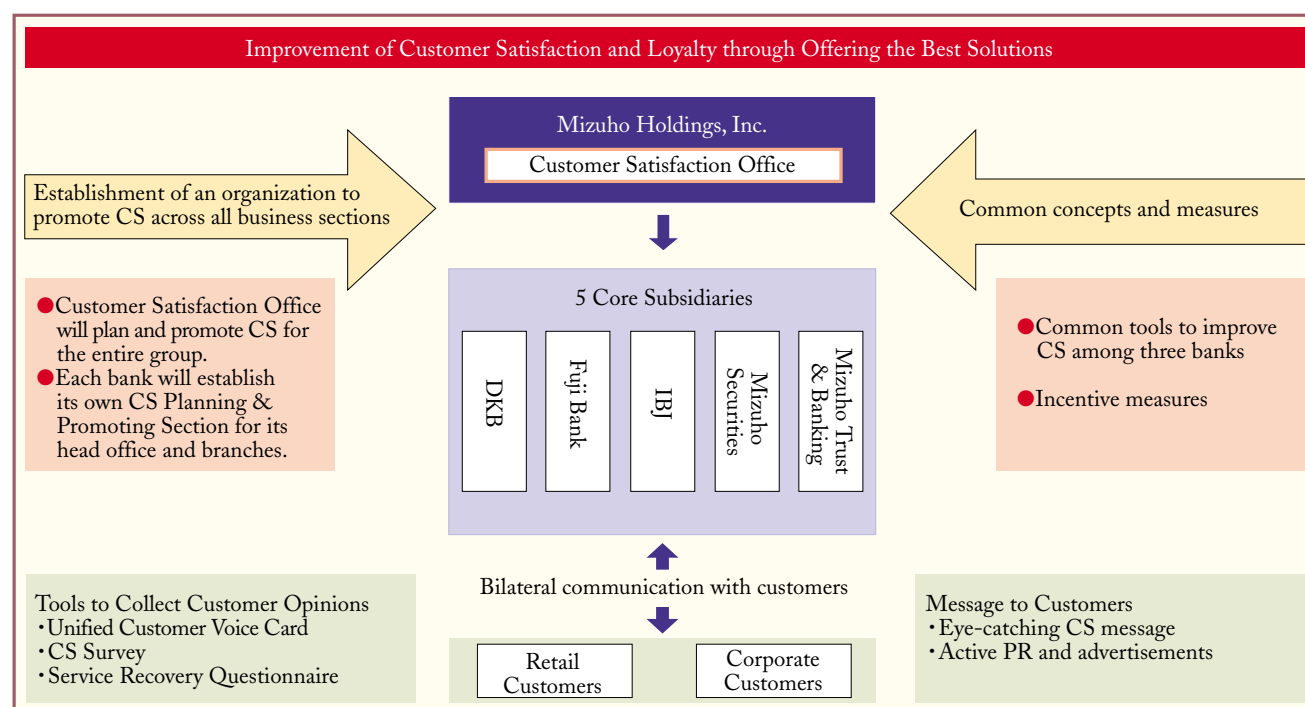 Improvement of Customer Satisfaction and Loyalty through Offering the Best Solutions
Mizuho Holdings, Inc.
Customer Satisfaction Office
Establishment of an organization to
promote CS across all business sections
Common concepts and measures
●Customer Satisfaction Office
will plan and promote CS for
the entire group.
●Each bank will establish
its own CS Planning &
Promoting Section for its
head office and branches.
5 Core Subsidiaries
DKB
Fuji Bank
IBJ
Mizuho
Securities
Mizuho Trust
& Banking
●Common tools to improve
CS among three banks
●Incentive measures
Bilateral communication with customers
Tools to Collect Customer Opinions
・Unified Customer Voice Card
・CS Survey
・Service Recovery Questionnaire
Retail
Customers
Corporate
Customers
Message to Customers
・Eye-catching CS message
・Active PR and advertisements